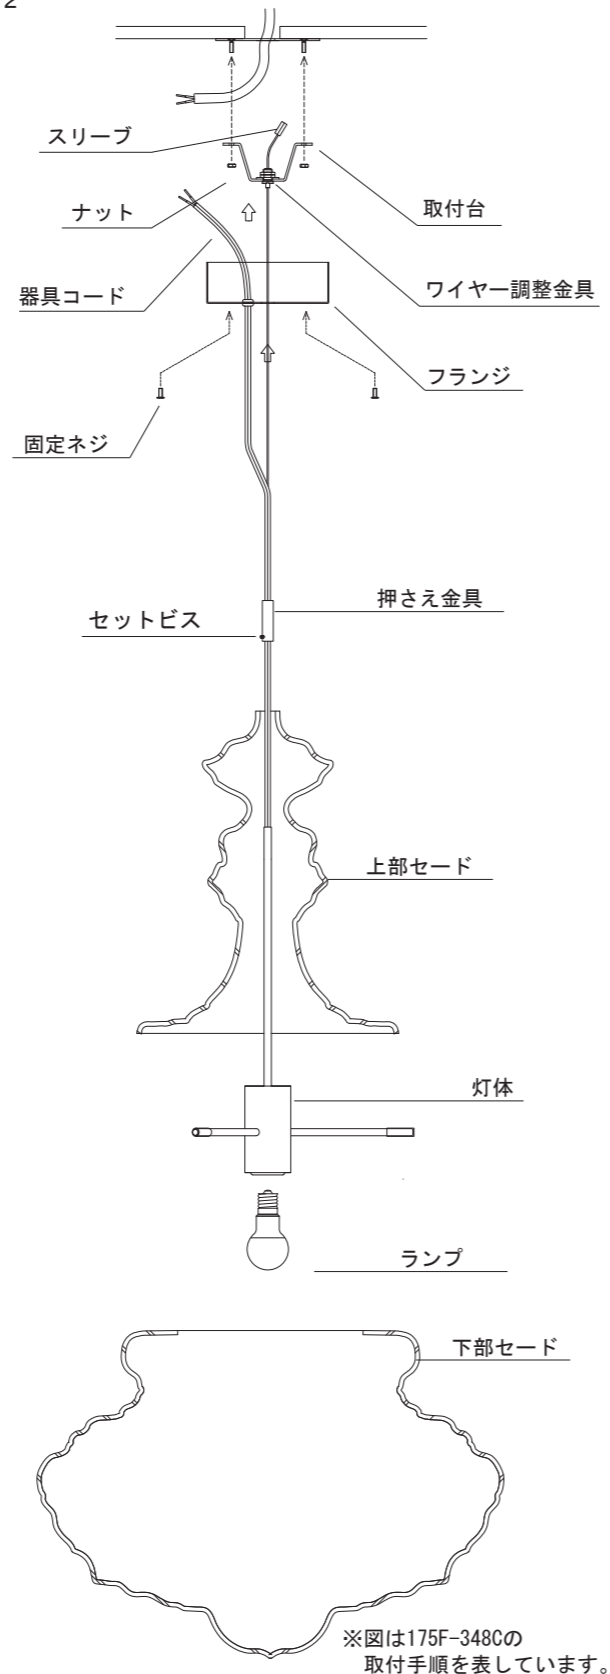 2
スリーブ
ナット
取付台
器具コード
ワイヤー調整金具
フランジ
固定ネジ
押さえ金具
セットビス
上部セード
灯体
ランプ
下部セード
※図は175F-348Cの
取付手順を表しています。